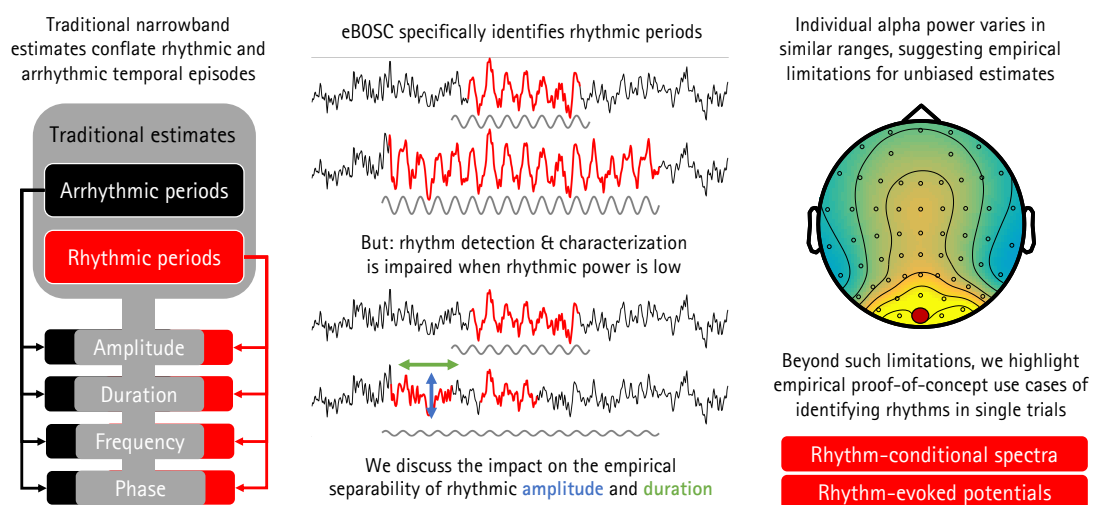 Traditional narrowband
estimates conflate rhythmic and
arrhythmic temporal episodes
Traditional estimates
Arrhythmic periods
Rhythmic periods
Amplitude
Duration
Frequency
Phase
eBOSC specifically identifies rhythmic periods
But: rhythm detection & characterization
is impaired when rhythmic power is low
We discuss the impact on the empirical
separability of rhythmic amplitude and duration
Individual alpha power varies in
similar ranges, suggesting empirical
limitations for unbiased estimates
Beyond such limitations, we highlight
empirical proof-of-concept use cases of
identifying rhythms in single trials
Rhythm-conditional spectra
Rhythm-evoked potentials